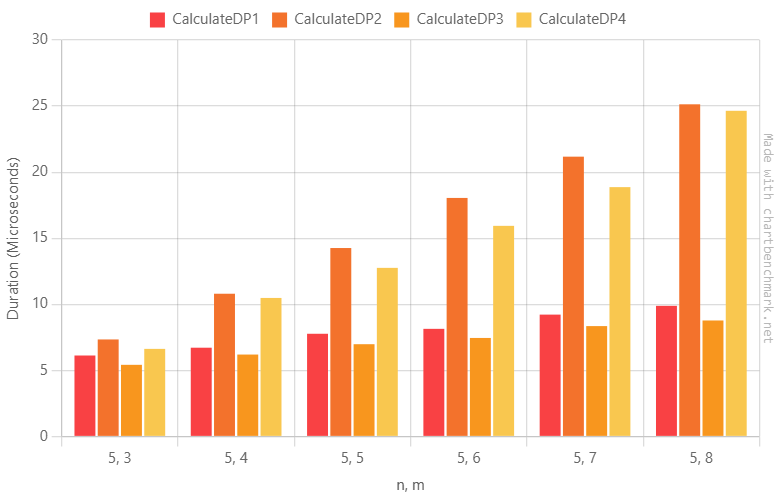 CalculateDP1 CalculateDP2 CalculateDP3 CalculateDP4
30
25
20
15
10
5
0
Duration (Microseconds)
5, 3 5, 4 5, 5 5, 6 5, 7 5, 8
n, m
Made with chartbenchmark.net